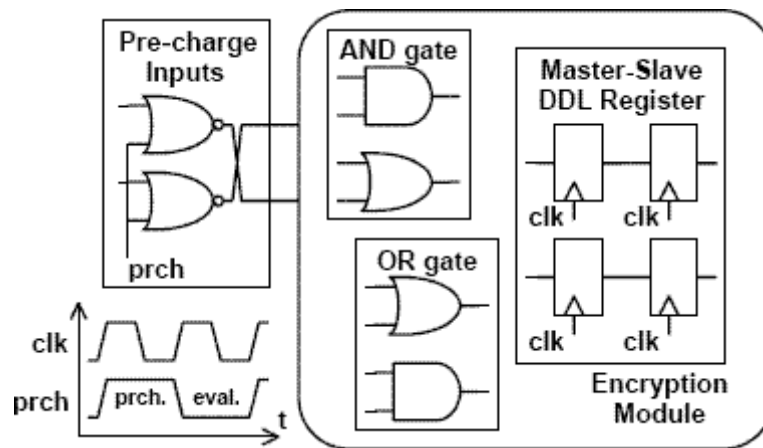 Pre-charge
Inputs
prch
AND gate
OR gate
Master-Slave
DDL Register
clk
clk
clk
clk
Encryption
Module
clk
prch
prch.
eval.
t